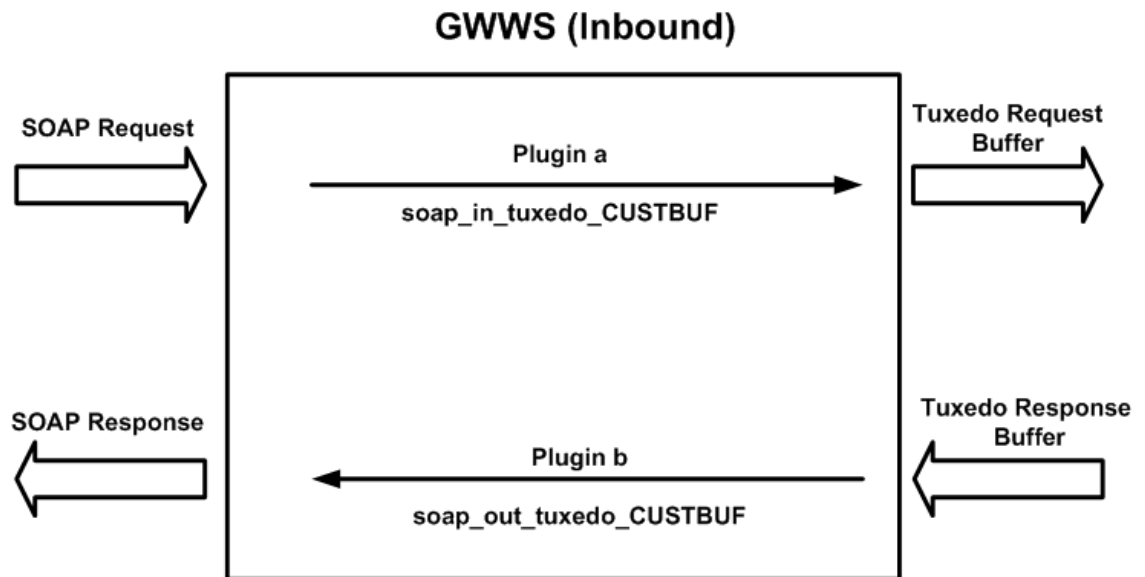 GWWS (Inbound)
SOAP Request
Plugin a
soap_in_tuxedo_CUSTBUF
Tuxedo Request
Buffer
SOAP Response
Plugin b
soap_out_tuxedo_CUSTBUF
Tuxedo Response
Buffer